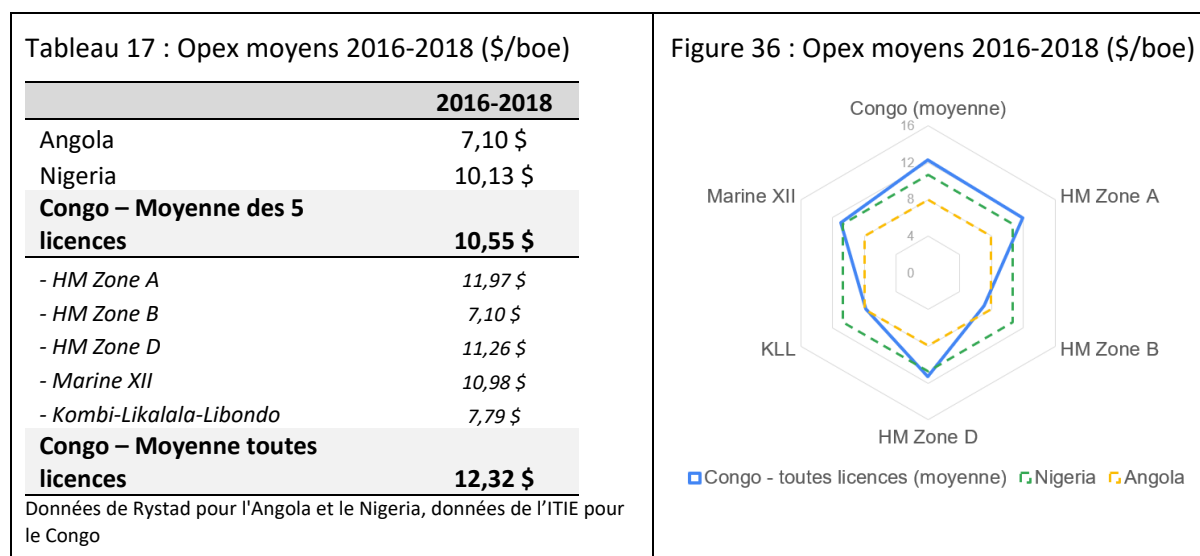 Tableau 17 : Opex moyens 2016-2018 ($/boe)
2016-2018
Angola 7,10 $
Nigeria 10,13 $
Congo – Moyenne des 5
licences 10,55 $
- HM Zone A 11,97 $
- HM Zone B 7,10 $
- HM Zone D 11,26 $
- Marine XII 10,98 $
- Kombi-Likalala-Libondo 7,79 $
Congo – Moyenne toutes
licences 12,32 $
Données de Rystad pour l'Angola et le Nigeria, données de l’ITIE pour
le Congo
Figure 36 : Opex moyens 2016-2018 ($/boe)
Congo (moyenne)
16
12
Marine XII
8
HM Zone A
4
0
KLL
HM Zone B
HM Zone D
Congo - toutes licences (moyenne) Nigeria Angola